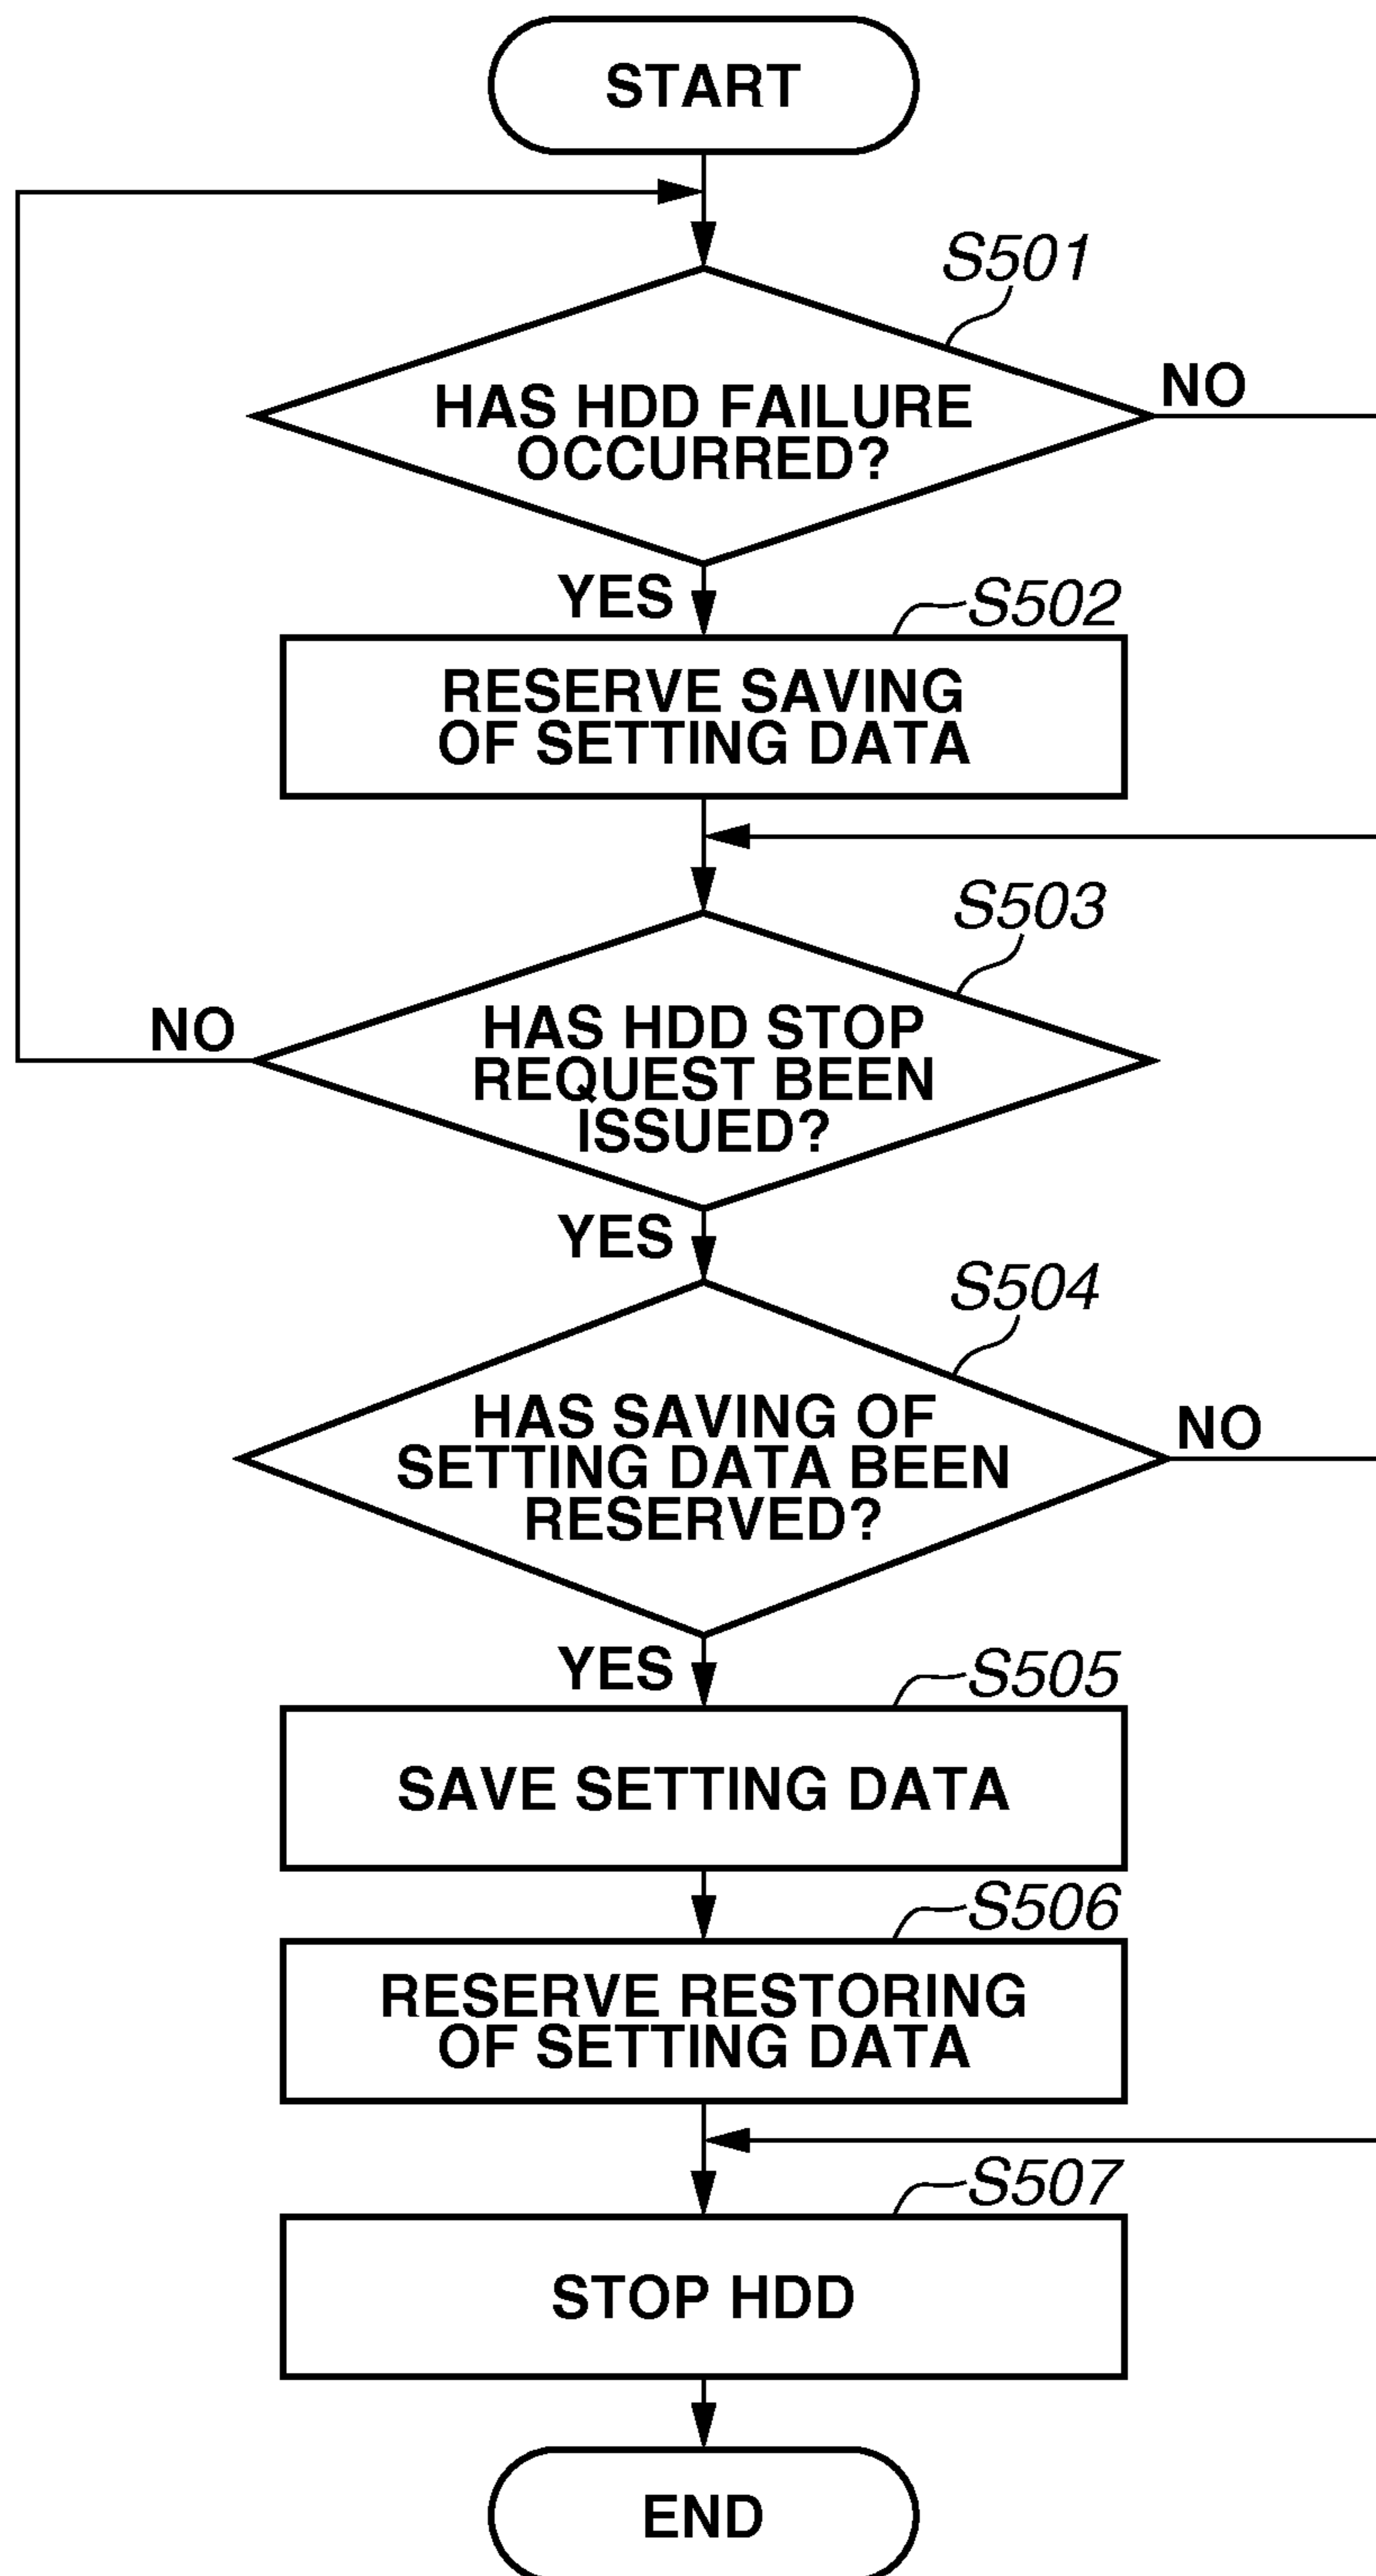 START
S501
HAS HDD FAILURE
OCCURRED?
NO
YES
S502
RESERVE SAVING
OF SETTING DATA
S503
HAS HDD STOP
REQUEST BEEN
ISSUED?
NO
YES
S504
HAS SAVING OF
SETTING DATA BEEN
RESERVED?
NO
YES
S505
SAVE SETTING DATA
S506
RESERVE RESTORING
OF SETTING DATA
S507
STOP HDD
END